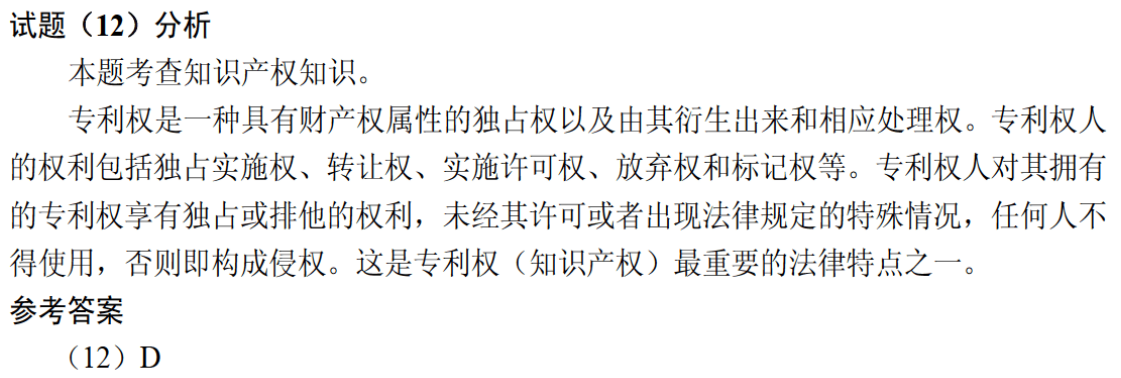 试题（12）分析
本题考查知识产权知识。
专利权是一种具有财产权属性的独占权以及由其衍生出来和相应处理权。专利权人
的权利包括独占实施权、转让权、实施许可权、放弃权和标记权等。专利权人对其拥有
的专利权享有独占或排他的权利，未经其许可或者出现法律规定的特殊情况，任何人不
得使用，否则即构成侵权。这是专利权（知识产权）最重要的法律特点之一。
参考答案
（12）D